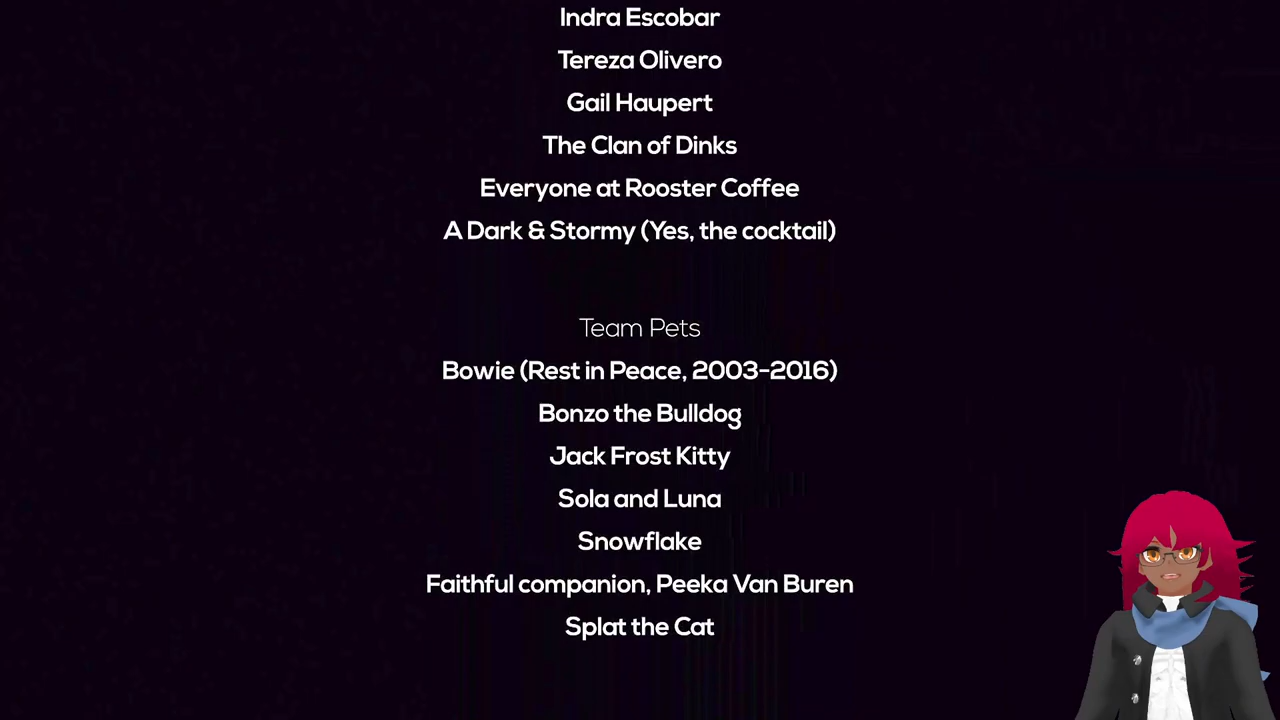 Indra Escobar
Tereza Olivero
Gail Haupert
The Clan of Dinks
Everyone at Rooster Coffee
A Dark & Stormy (Yes, the cocktail)
Team Pets
Bowie (Rest in Peace, 2003-2016)
Bonzo the Bulldog
Jack Frost Kitty
Sola and Luna
Snowflake
Faithful companion, Peeka Van Buren
Splat the Cat